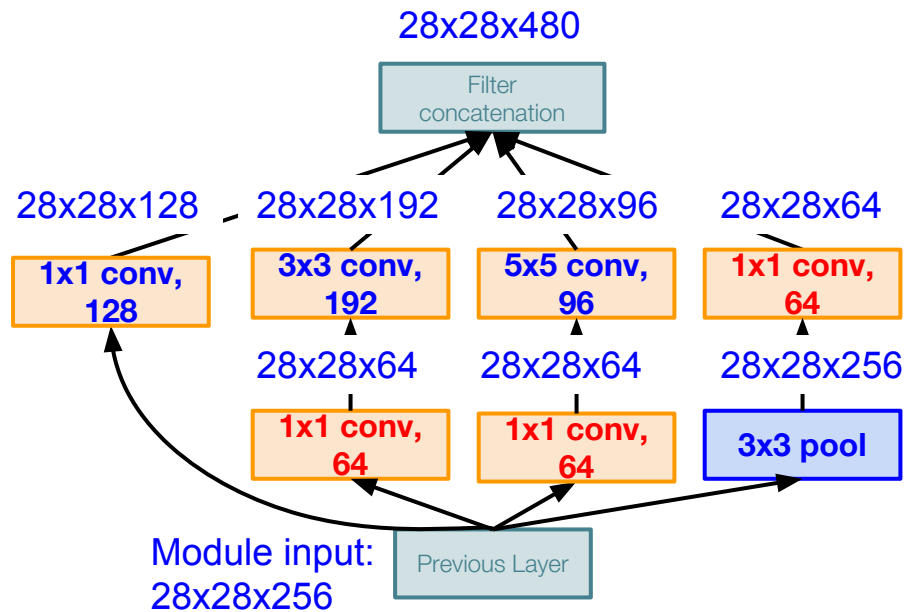 28x28x480
Filter
concatenation
28x28x128
28x28x192
28x28x96
28x28x64
1x1 conv,
128
3x3 conv,
192
5x5 conv,
96
1x1 conv,
64
28x28x64
28x28x64
28x28x256
1x1 conv,
64
1x1 conv,
64
3x3 pool
Module input:
28x28x256
Previous Layer